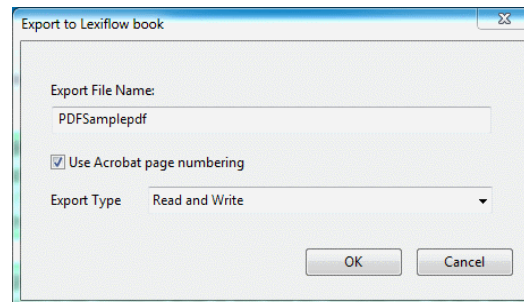 Export to Lexiflow book
Export File Name:
PDFSamplepdf
Use Acrobat page numbering
Export Type Read and Write
OK Cancel